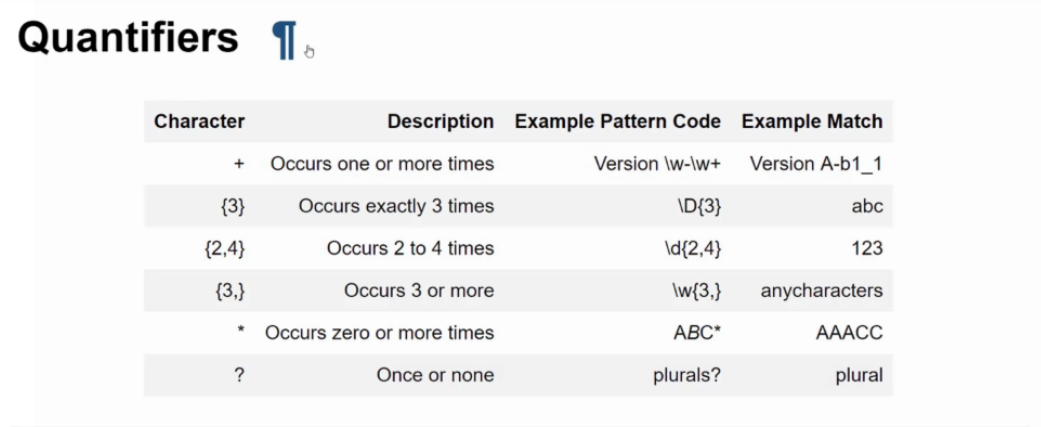 Quantifiers ¶
Character Description Example Pattern Code Example Match
+ Occurs one or more times Version \w-\w+ Version A-b1_1
{3} Occurs exactly 3 times \D{3} abc
{2,4} Occurs 2 to 4 times \d{2,4} 123
{3,} Occurs 3 or more \w{3,} anycharacters
* Occurs zero or more times ABC* AAACC
? Once or none plurals? plural